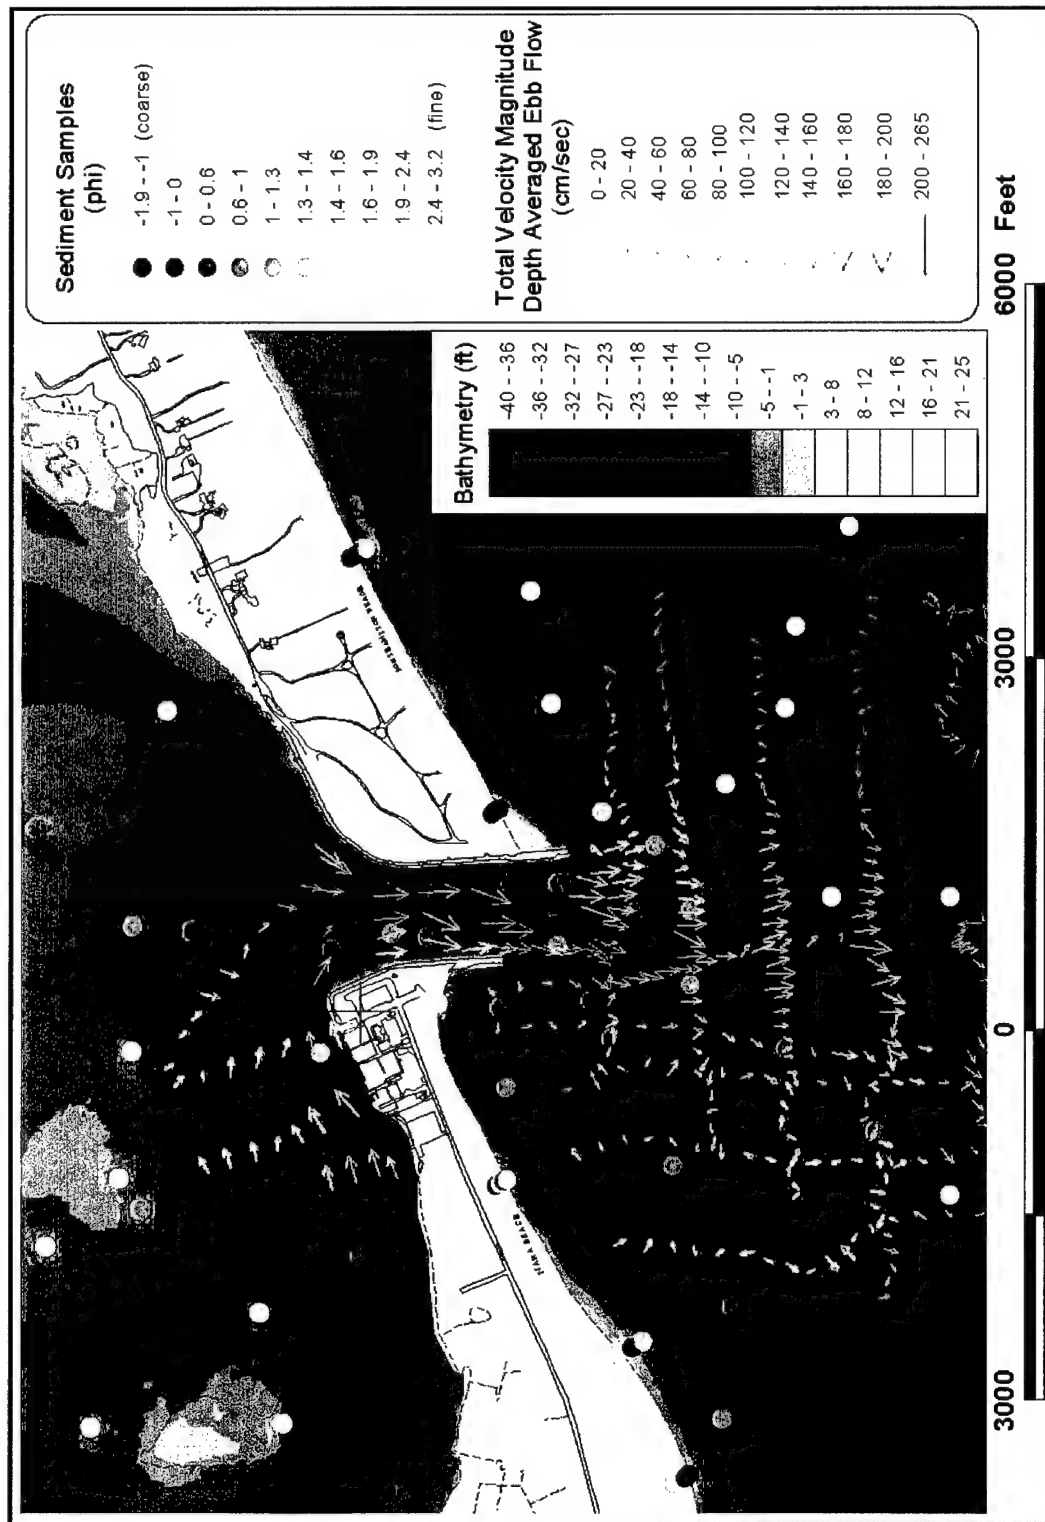 Sediment Samples
(phi)
-1.9 - -1 (coarse)
-1 - 0
0 - 0.6
0.6 - 1
1 - 1.3
1.3 - 1.4
1.4 - 1.6
1.6 - 1.9
1.9 - 2.4
2.4 - 3.2 (fine)
Total Velocity Magnitude
Depth Averaged Ebb Flow
(cm/sec)
0 - 20
20 - 40
40 - 60
60 - 80
80 - 100
100 - 120
120 - 140
140 - 160
160 - 180
180 - 200
200 - 265
Bathymetry (ft)
-40 - -36
-36 - -32
-32 - -27
-27 - -23
-23 - -18
-18 - -14
-14 - -10
-10 - -5
-5 - -1
-1 - 3
3 - 8
8 - 12
12 - 16
16 - 21
21 - 25
BEACH
BEACH
3000 0 3000 6000 Feet